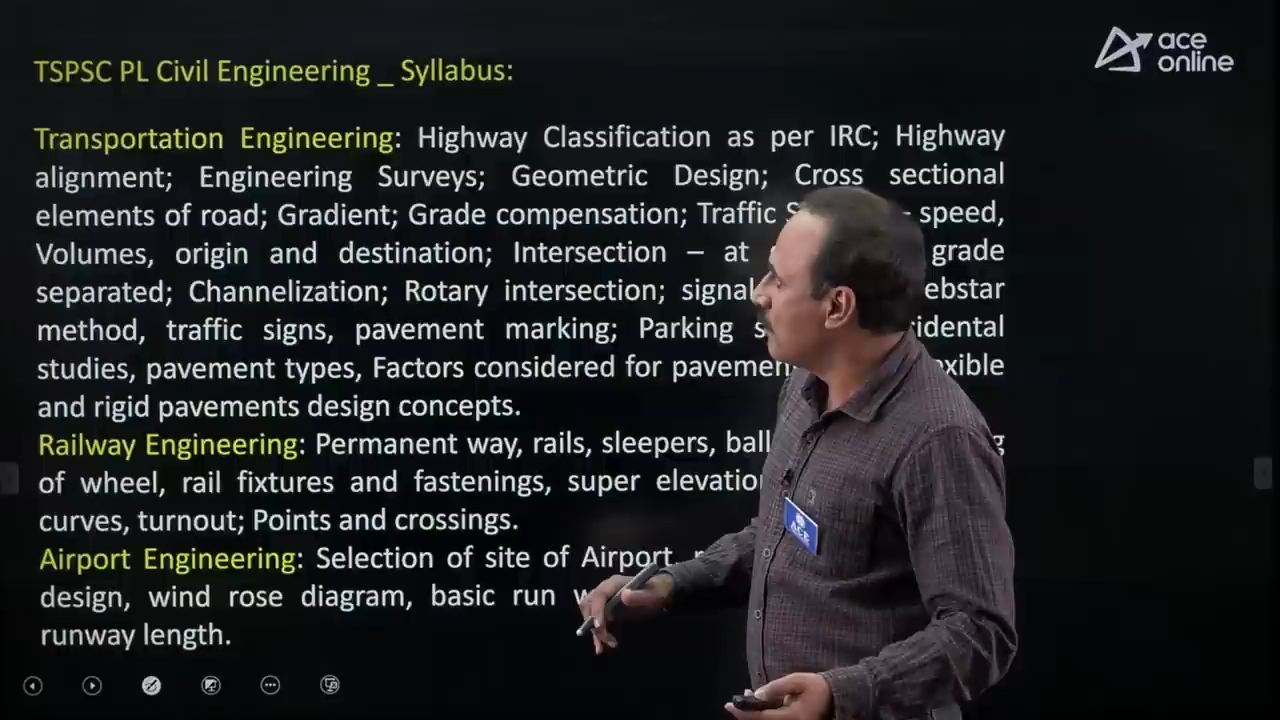 ace
online
TSPSC PL Civil Engineering _ Syllabus:
Transportation Engineering: Highway Classification as per IRC; Highway
alignment; Engineering Surveys; Geometric Design; Cross sectional
elements of road; Gradient; Grade compensation; Traffic - speed,
Volumes, origin and destination; Intersection – at grade
separated; Channelization; Rotary intersection;
method, traffic signs, pavement marking; Parking
studies, pavement types, Factors considered for
and rigid pavements design concepts.
Railway Engineering: Permanent way, rails, sleepers,
of wheel, rail fixtures and fastenings, super
curves, turnout; Points and crossings.
Airport Engineering: Selection of site of Airport,
design, wind rose diagram, basic run
runway length.
ACE